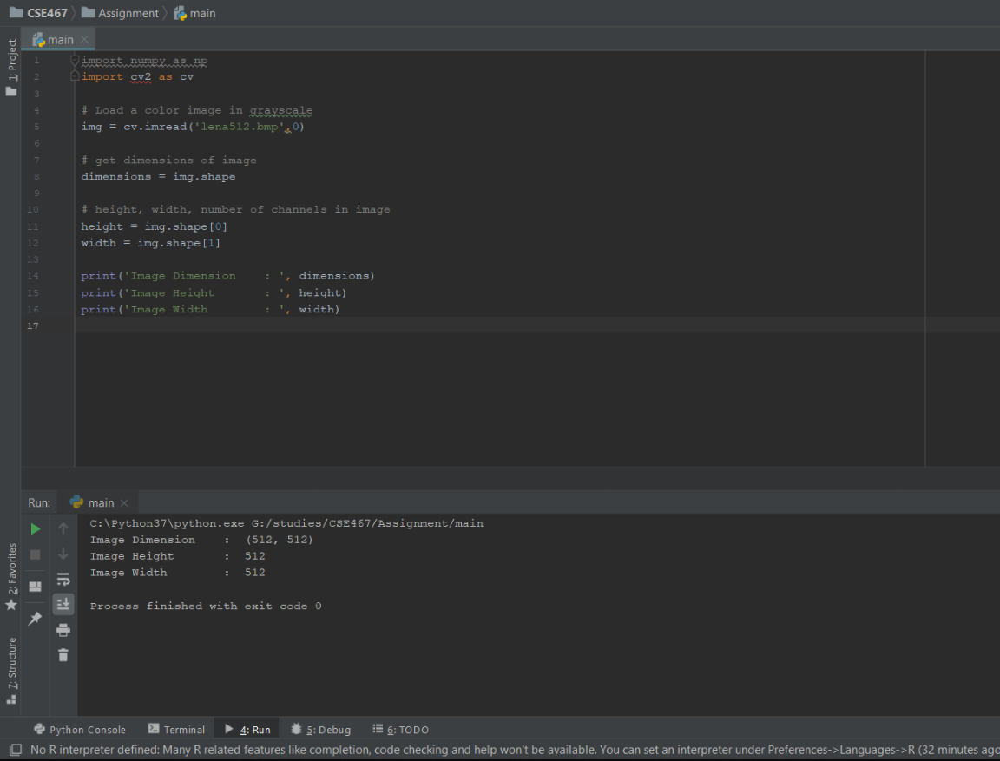 CSE467 Assignment main
main
1: Project
1 import numpy as np
2 import cv2 as cv
3
4 # Load a color image in grayscale
5 img = cv.imread('lena512.bmp',0)
6
7 # get dimensions of image
8 dimensions = img.shape
9
10 # height, width, number of channels in image
11 height = img.shape[0]
12 width = img.shape[1]
13
14 print('Image Dimension    : ', dimensions)
15 print('Image Height       : ', height)
16 print('Image Width        : ', width)
17
Run: main
C:\Python37\python.exe G:/studies/CSE467/Assignment/main
Image Dimension    :  (512, 512)
Image Height       :  512
Image Width        :  512
Process finished with exit code 0
2: Favorites
7: Structure
Python Console Terminal 4: Run 5: Debug 6: TODO
No R interpreter defined: Many R related features like completion, code checking and help won't be available. You can set an interpreter under Preferences->Languages->R (32 minutes ago